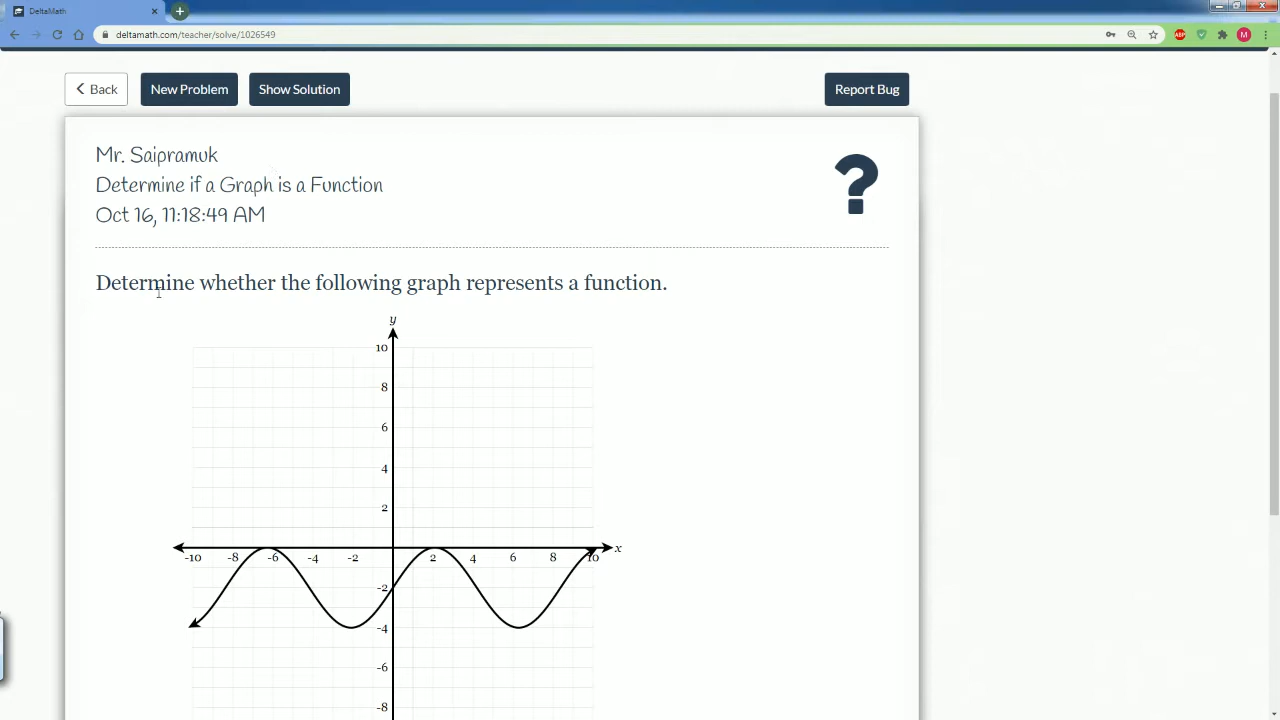 DeltaMath
deltamath.com/teacher/solve/1026549
ABP
M
Back
New Problem
Show Solution
Report Bug
Mr. Saipramuk
Determine if a Graph is a Function
Oct 16, 11:18:49 AM
?
Determine whether the following graph represents a function.
y
10
8
6
4
2
-10 -8 -6 -4 -2 2 4 6 8 10 x
-2
-4
-6
-8